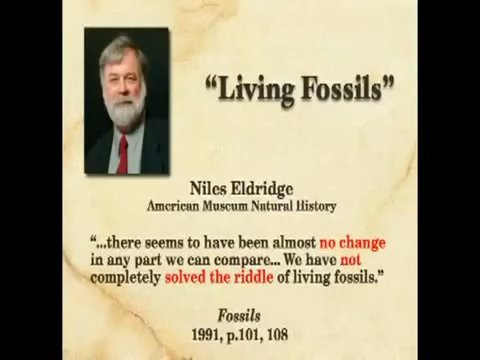 “Living Fossils”
Niles Eldridge
American Museum Natural History
“...there seems to have been almost no change
in any part we can compare... We have not
completely solved the riddle of living fossils.”
Fossils
1991, p.101, 108